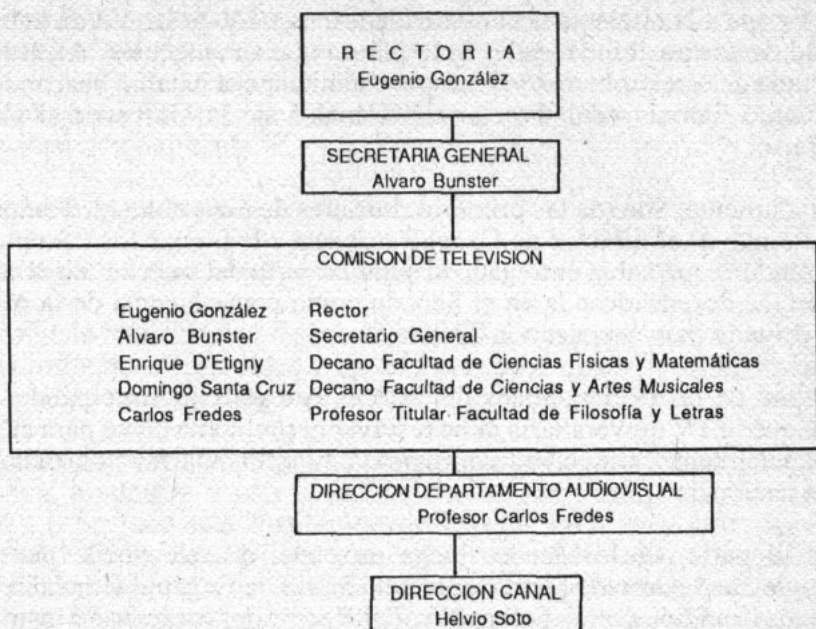 R E C T O R I A
Eugenio González
SECRETARIA GENERAL
Alvaro Bunster
COMISION DE TELEVISION
Eugenio González Rector
Alvaro Bunster Secretario General
Enrique D'Etigny Decano Facultad de Ciencias Físicas y Matemáticas
Domingo Santa Cruz Decano Facultad de Ciencias y Artes Musicales
Carlos Fredes Profesor Titular Facultad de Filosofía y Letras
DIRECCION DEPARTAMENTO AUDIOVISUAL
Profesor Carlos Fredes
DIRECCION CANAL
Helvio Soto